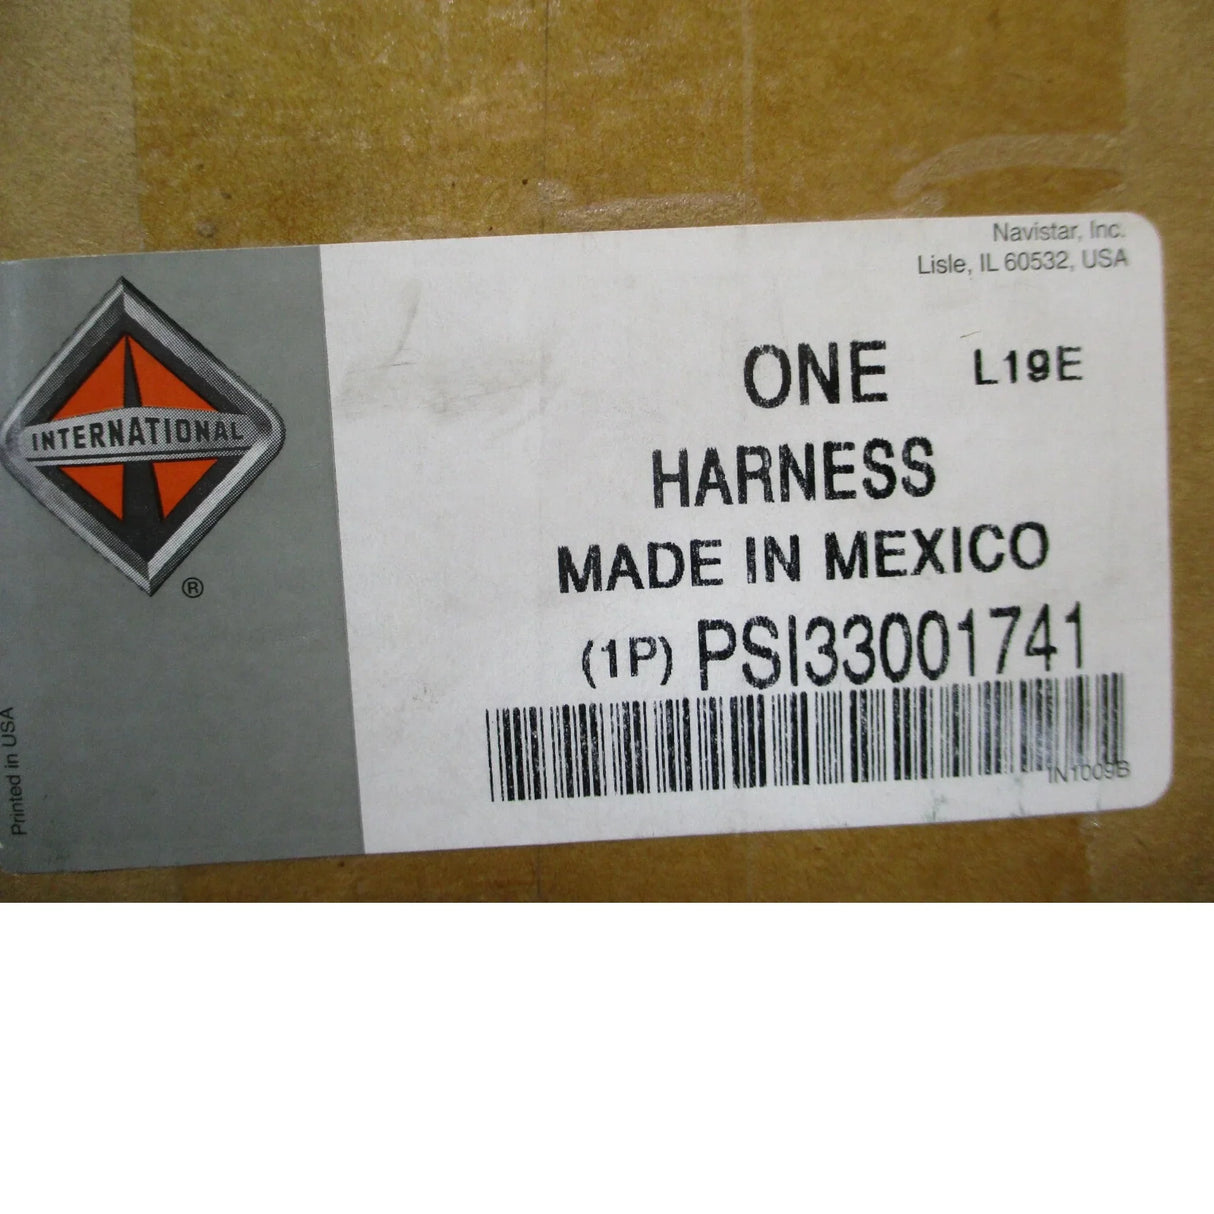 Navistar, Inc.
Lisle, IL 60532, USA
INTERNATIONAL
®
ONE L19E
HARNESS
MADE IN MEXICO
(1P) PSI33001741
IN1009B
Printed in USA